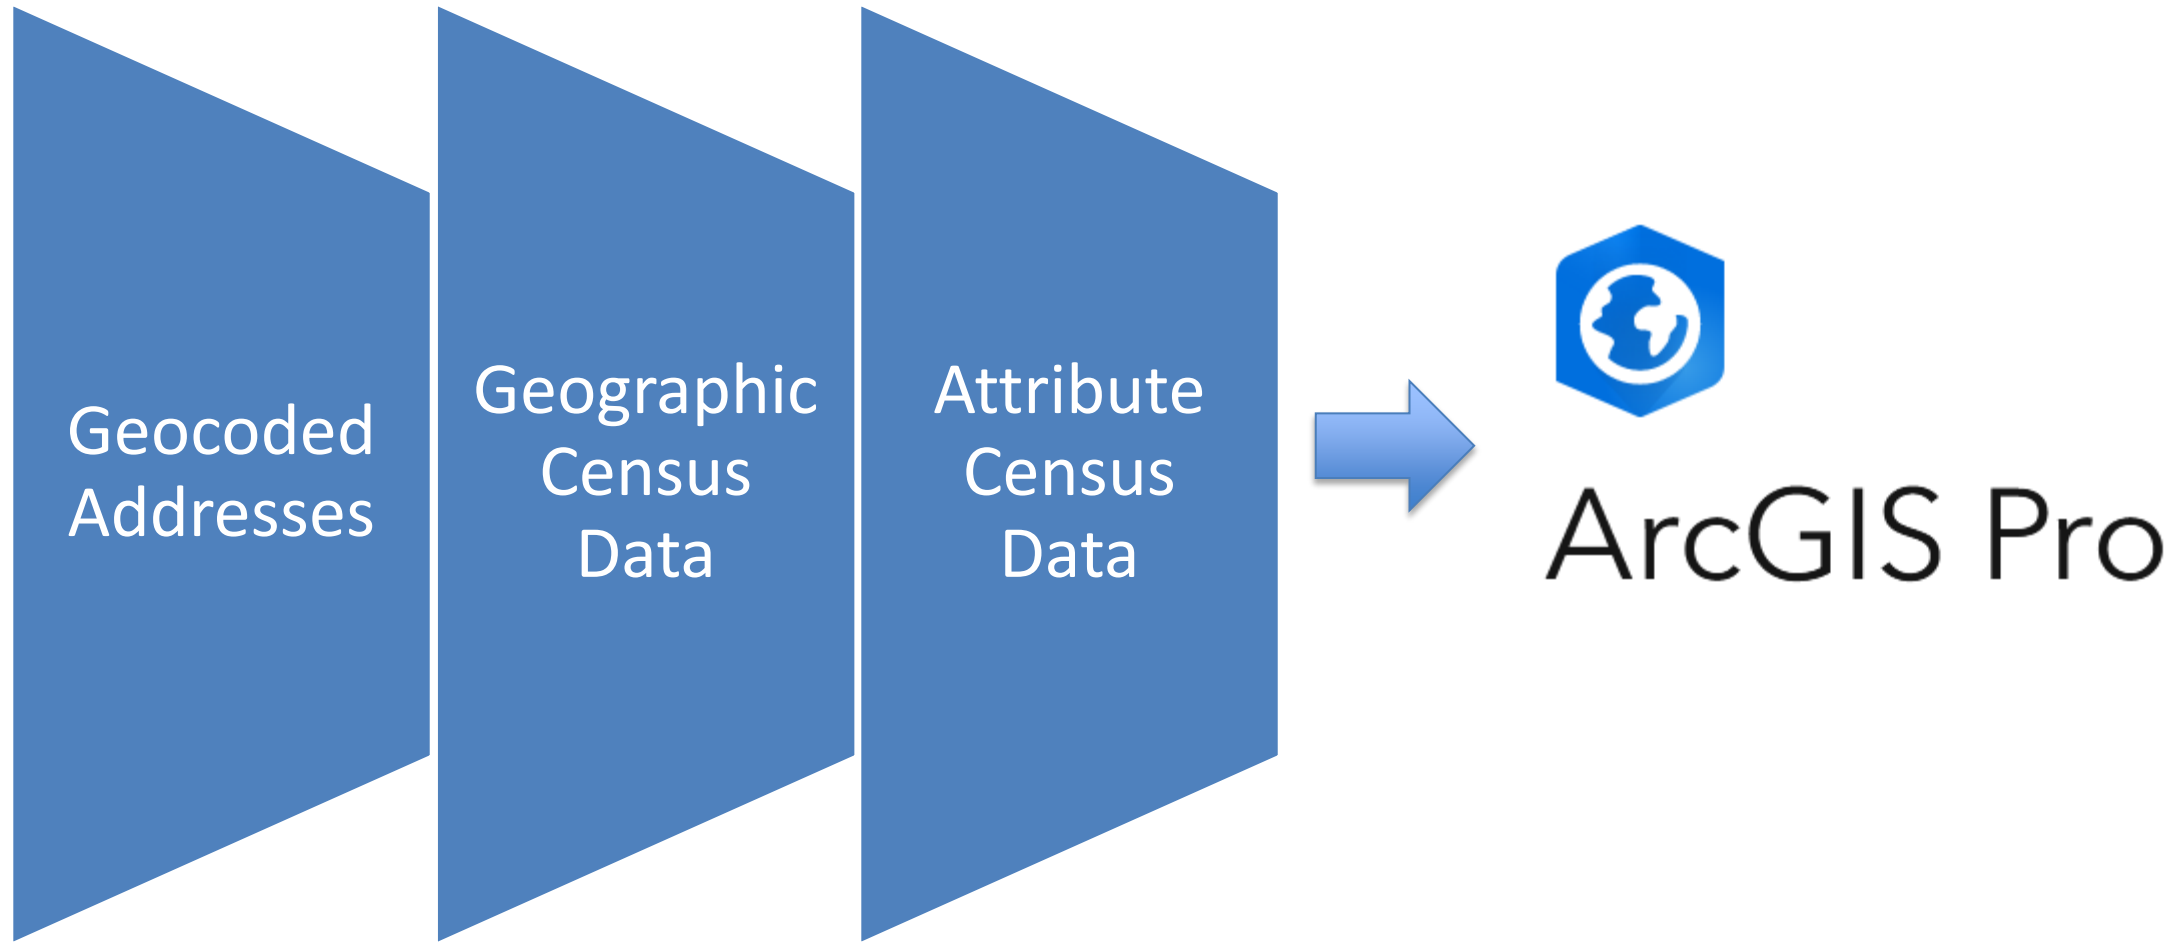 Geocoded
Addresses
Geographic
Census
Data
Attribute
Census
Data
ArcGIS Pro